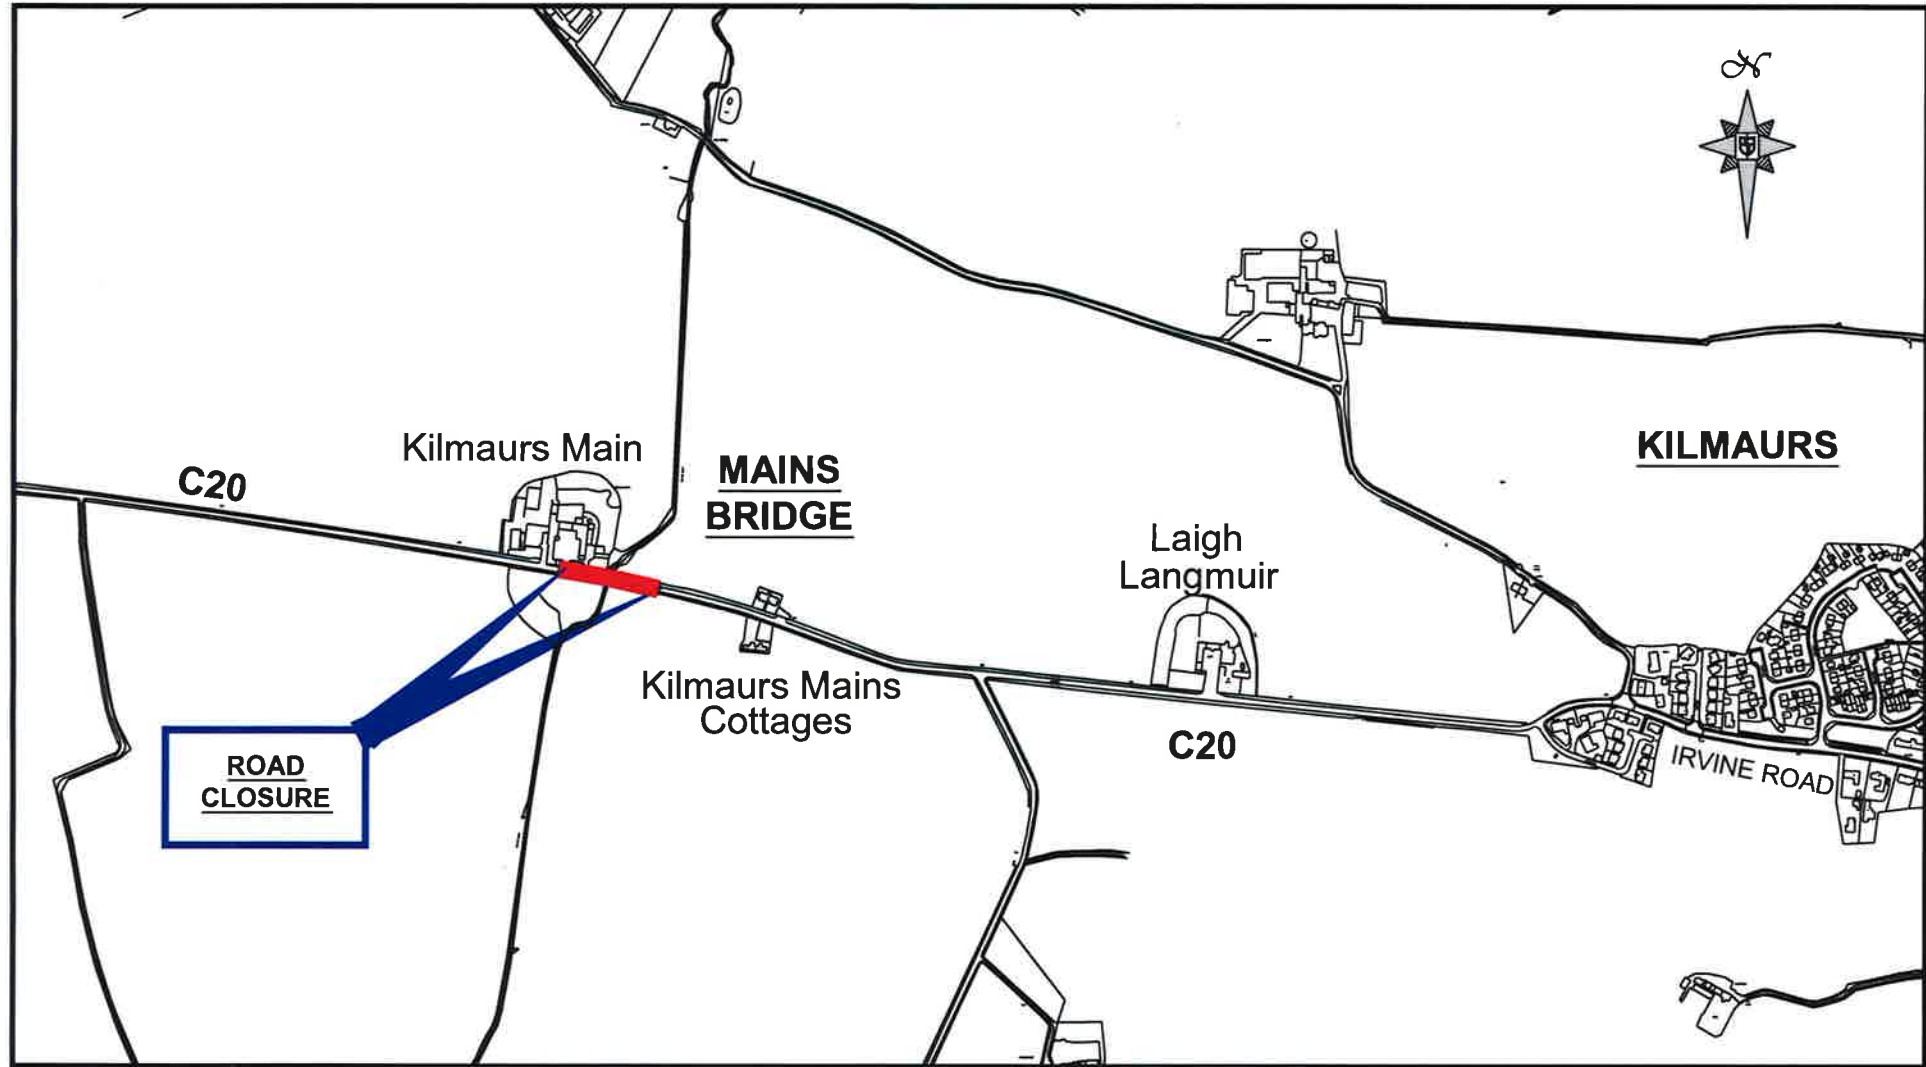 N
Kilmaurs Main
C20
MAINS
BRIDGE
KILMAURS
Laigh
Langmuir
Kilmaurs Mains
Cottages
C20
IRVINE ROAD
ROAD
CLOSURE